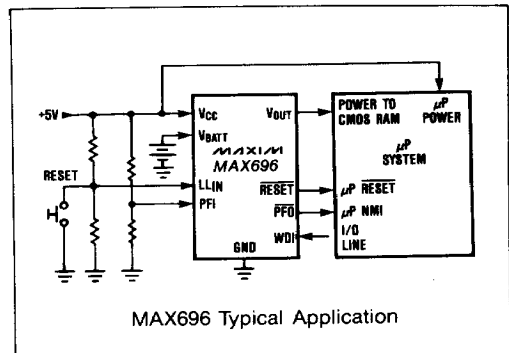 +5V
RESET
VCC
VBATT
LLIN
PFI
VOUT
MAXIM
MAX696
RESET
PFO
WDI
GND
POWER TO
CMOS RAM
µP
POWER
µP
SYSTEM
µP RESET
µP NMI
I/O
LINE
MAX696 Typical Application